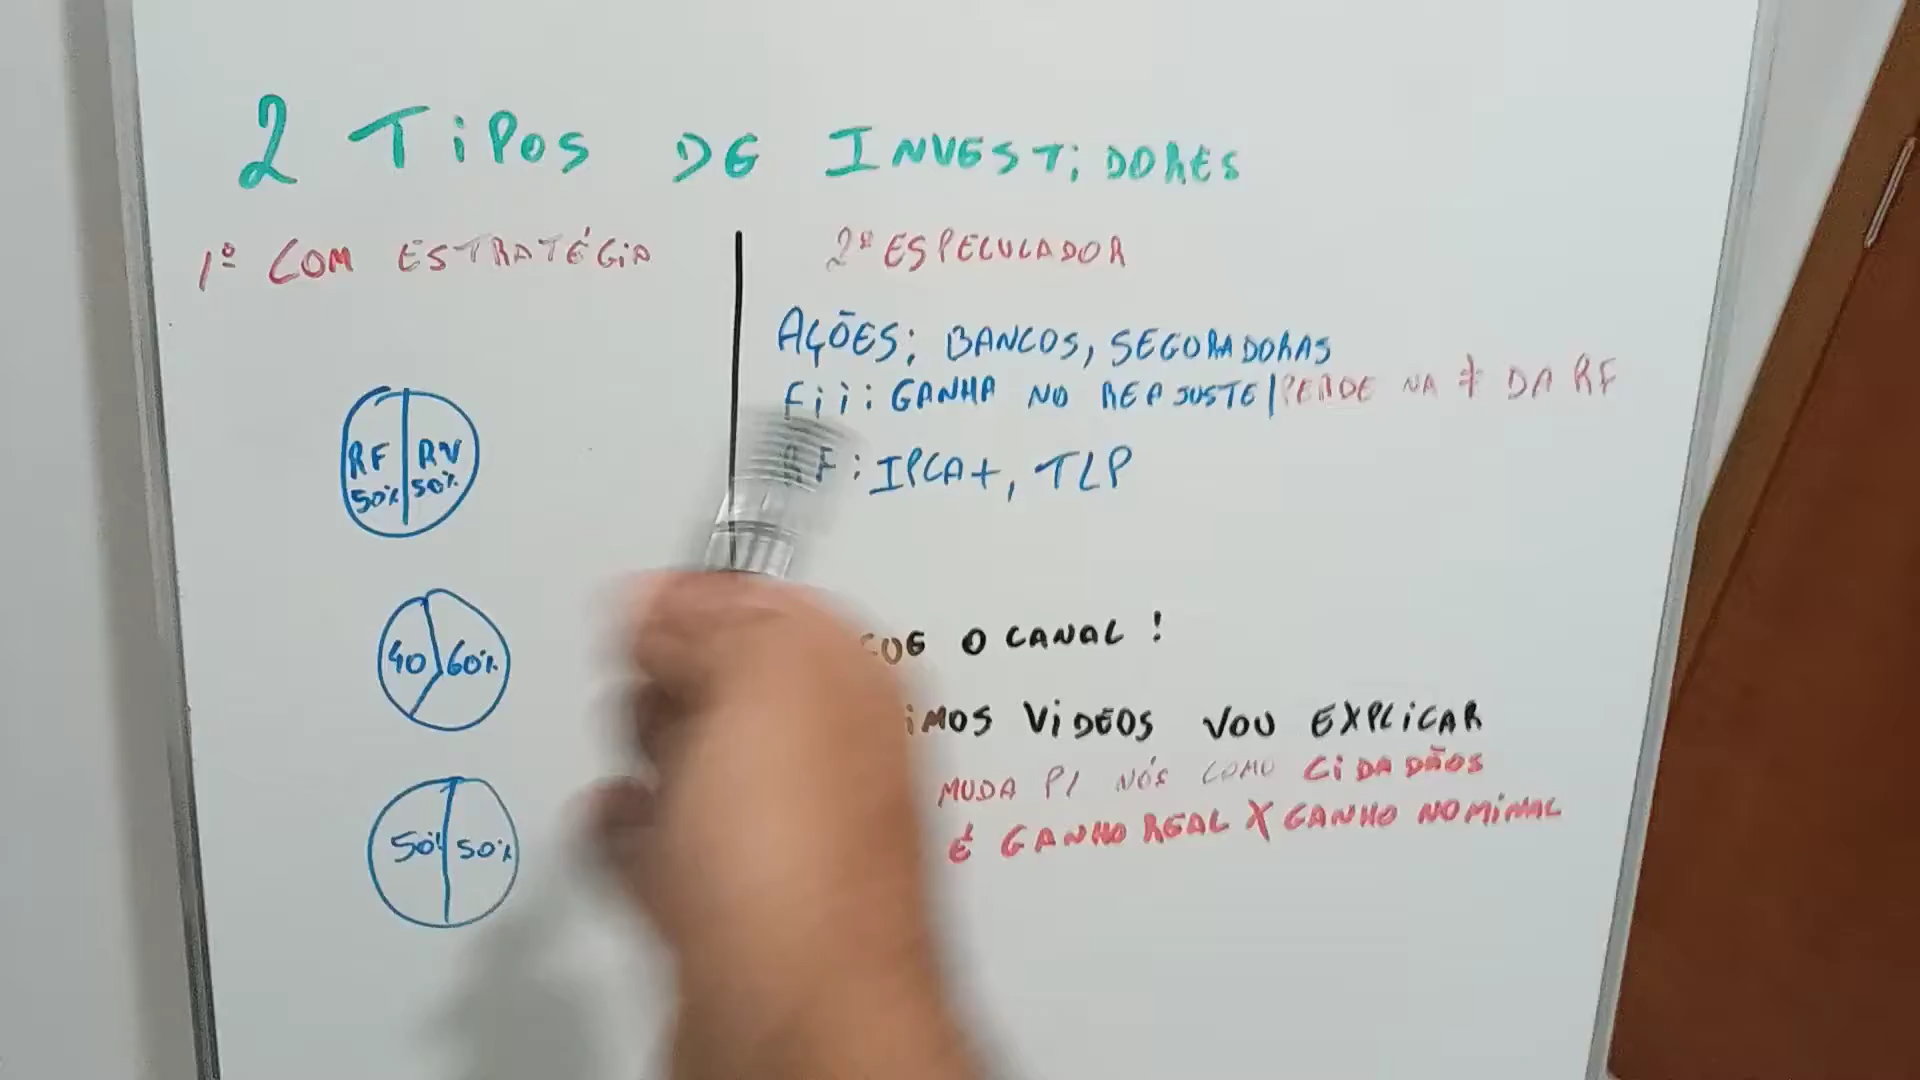 2 TIPOS DE INVESTIDORES
1º COM ESTRATÉGIA
RF RV
50% 50%
40 60%
50% 50%
2º ESPECULADOR
AÇÕES: BANCOS, SEGURADORAS
Fii: GANHA NO REAJUSTE/PERDE NA ≠ DA RF
RF: IPCA+, TLP
O CANAL!
VIDEOS VOU EXPLICAR
MUDA P/ NÓS COMO CIDADÃOS
É GANHO REAL X GANHO NOMINAL